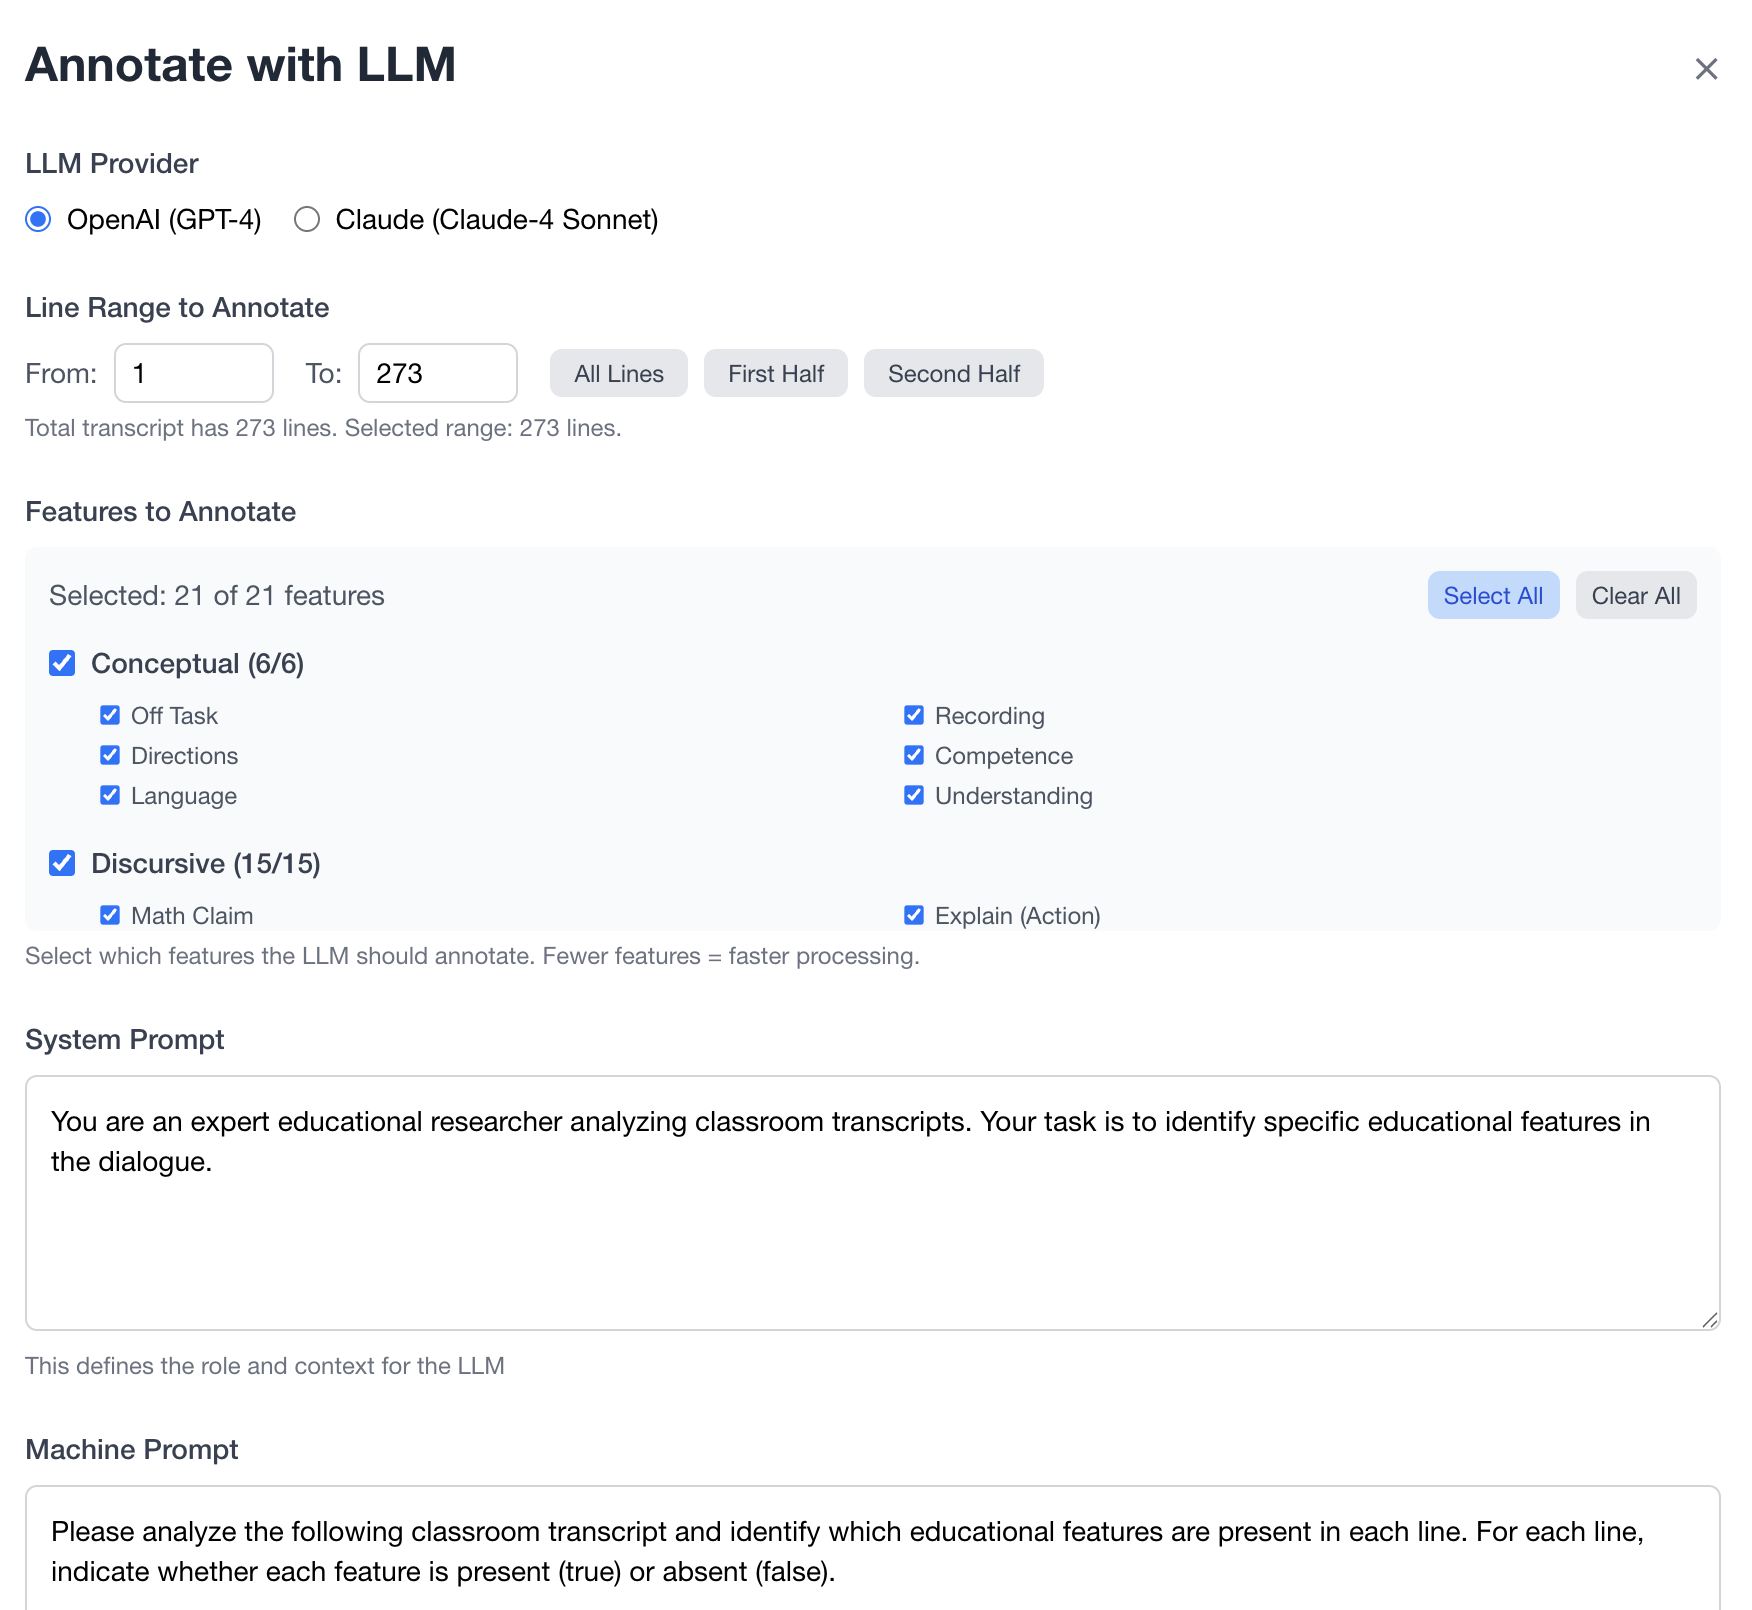 Annotate with LLM
LLM Provider
OpenAI (GPT-4) Claude (Claude-4 Sonnet)
Line Range to Annotate
From: 1 To: 273 All Lines First Half Second Half
Total transcript has 273 lines. Selected range: 273 lines.
Features to Annotate
Selected: 21 of 21 features Select All Clear All
Conceptual (6/6)
Off Task Recording
Directions Competence
Language Understanding
Discursive (15/15)
Math Claim Explain (Action)
Select which features the LLM should annotate. Fewer features = faster processing.
System Prompt
You are an expert educational researcher analyzing classroom transcripts. Your task is to identify specific educational features in
the dialogue.
This defines the role and context for the LLM
Machine Prompt
Please analyze the following classroom transcript and identify which educational features are present in each line. For each line,
indicate whether each feature is present (true) or absent (false).